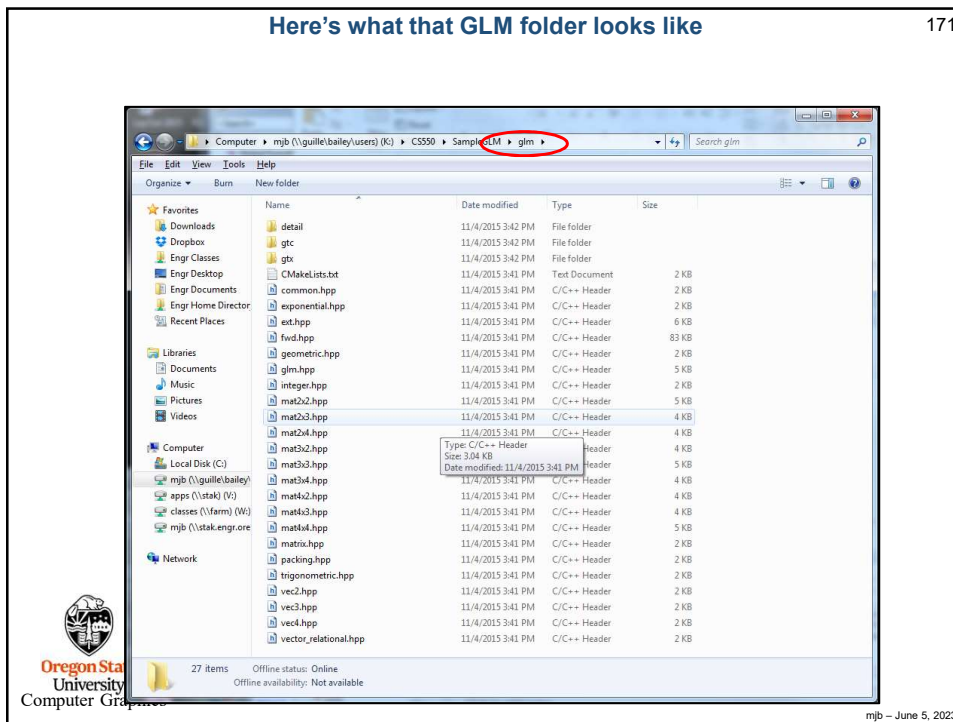 Here's what that GLM folder looks like
171
Computer mjb (\\guille\bailey\users) (K:) CS550 SampleGLM glm
Search glm
File Edit View Tools Help
Organize Burn New folder
Name Date modified Type Size
Favorites
Downloads
Dropbox
Engr Classes
Engr Desktop
Engr Documents
Engr Home Director
Recent Places
Libraries
Documents
Music
Pictures
Videos
Computer
Local Disk (C:)
mjb (\\guille\bailey\
apps (\\stak) (V:)
classes (\\farm) (W:)
mjb (\\stak.engr.ore
Network
detail 11/4/2015 3:42 PM File folder
gtc 11/4/2015 3:42 PM File folder
gtx 11/4/2015 3:42 PM File folder
CMakeLists.txt 11/4/2015 3:41 PM Text Document 2 KB
common.hpp 11/4/2015 3:41 PM C/C++ Header 2 KB
exponential.hpp 11/4/2015 3:41 PM C/C++ Header 2 KB
ext.hpp 11/4/2015 3:41 PM C/C++ Header 6 KB
fwd.hpp 11/4/2015 3:41 PM C/C++ Header 83 KB
geometric.hpp 11/4/2015 3:41 PM C/C++ Header 2 KB
glm.hpp 11/4/2015 3:41 PM C/C++ Header 5 KB
integer.hpp 11/4/2015 3:41 PM C/C++ Header 2 KB
mat2x2.hpp 11/4/2015 3:41 PM C/C++ Header 5 KB
mat2x3.hpp 11/4/2015 3:41 PM C/C++ Header 4 KB
mat2x4.hpp 11/4/2015 3:41 PM C/C++ Header 4 KB
mat3x2.hpp Header 4 KB
mat3x3.hpp Header 5 KB
Type: C/C++ Header
Size: 3.04 KB
Date modified: 11/4/2015 3:41 PM
mat3x4.hpp 11/4/2015 3:41 PM C/C++ Header 4 KB
mat4x2.hpp 11/4/2015 3:41 PM C/C++ Header 4 KB
mat4x3.hpp 11/4/2015 3:41 PM C/C++ Header 4 KB
mat4x4.hpp 11/4/2015 3:41 PM C/C++ Header 5 KB
matrix.hpp 11/4/2015 3:41 PM C/C++ Header 2 KB
packing.hpp 11/4/2015 3:41 PM C/C++ Header 2 KB
trigonometric.hpp 11/4/2015 3:41 PM C/C++ Header 2 KB
vec2.hpp 11/4/2015 3:41 PM C/C++ Header 2 KB
vec3.hpp 11/4/2015 3:41 PM C/C++ Header 2 KB
vec4.hpp 11/4/2015 3:41 PM C/C++ Header 2 KB
vector_relational.hpp 11/4/2015 3:41 PM C/C++ Header 2 KB
27 items Offline status: Online
Offline availability: Not available
Oregon Sta
University
Computer Graphics
mjb – June 5, 2023